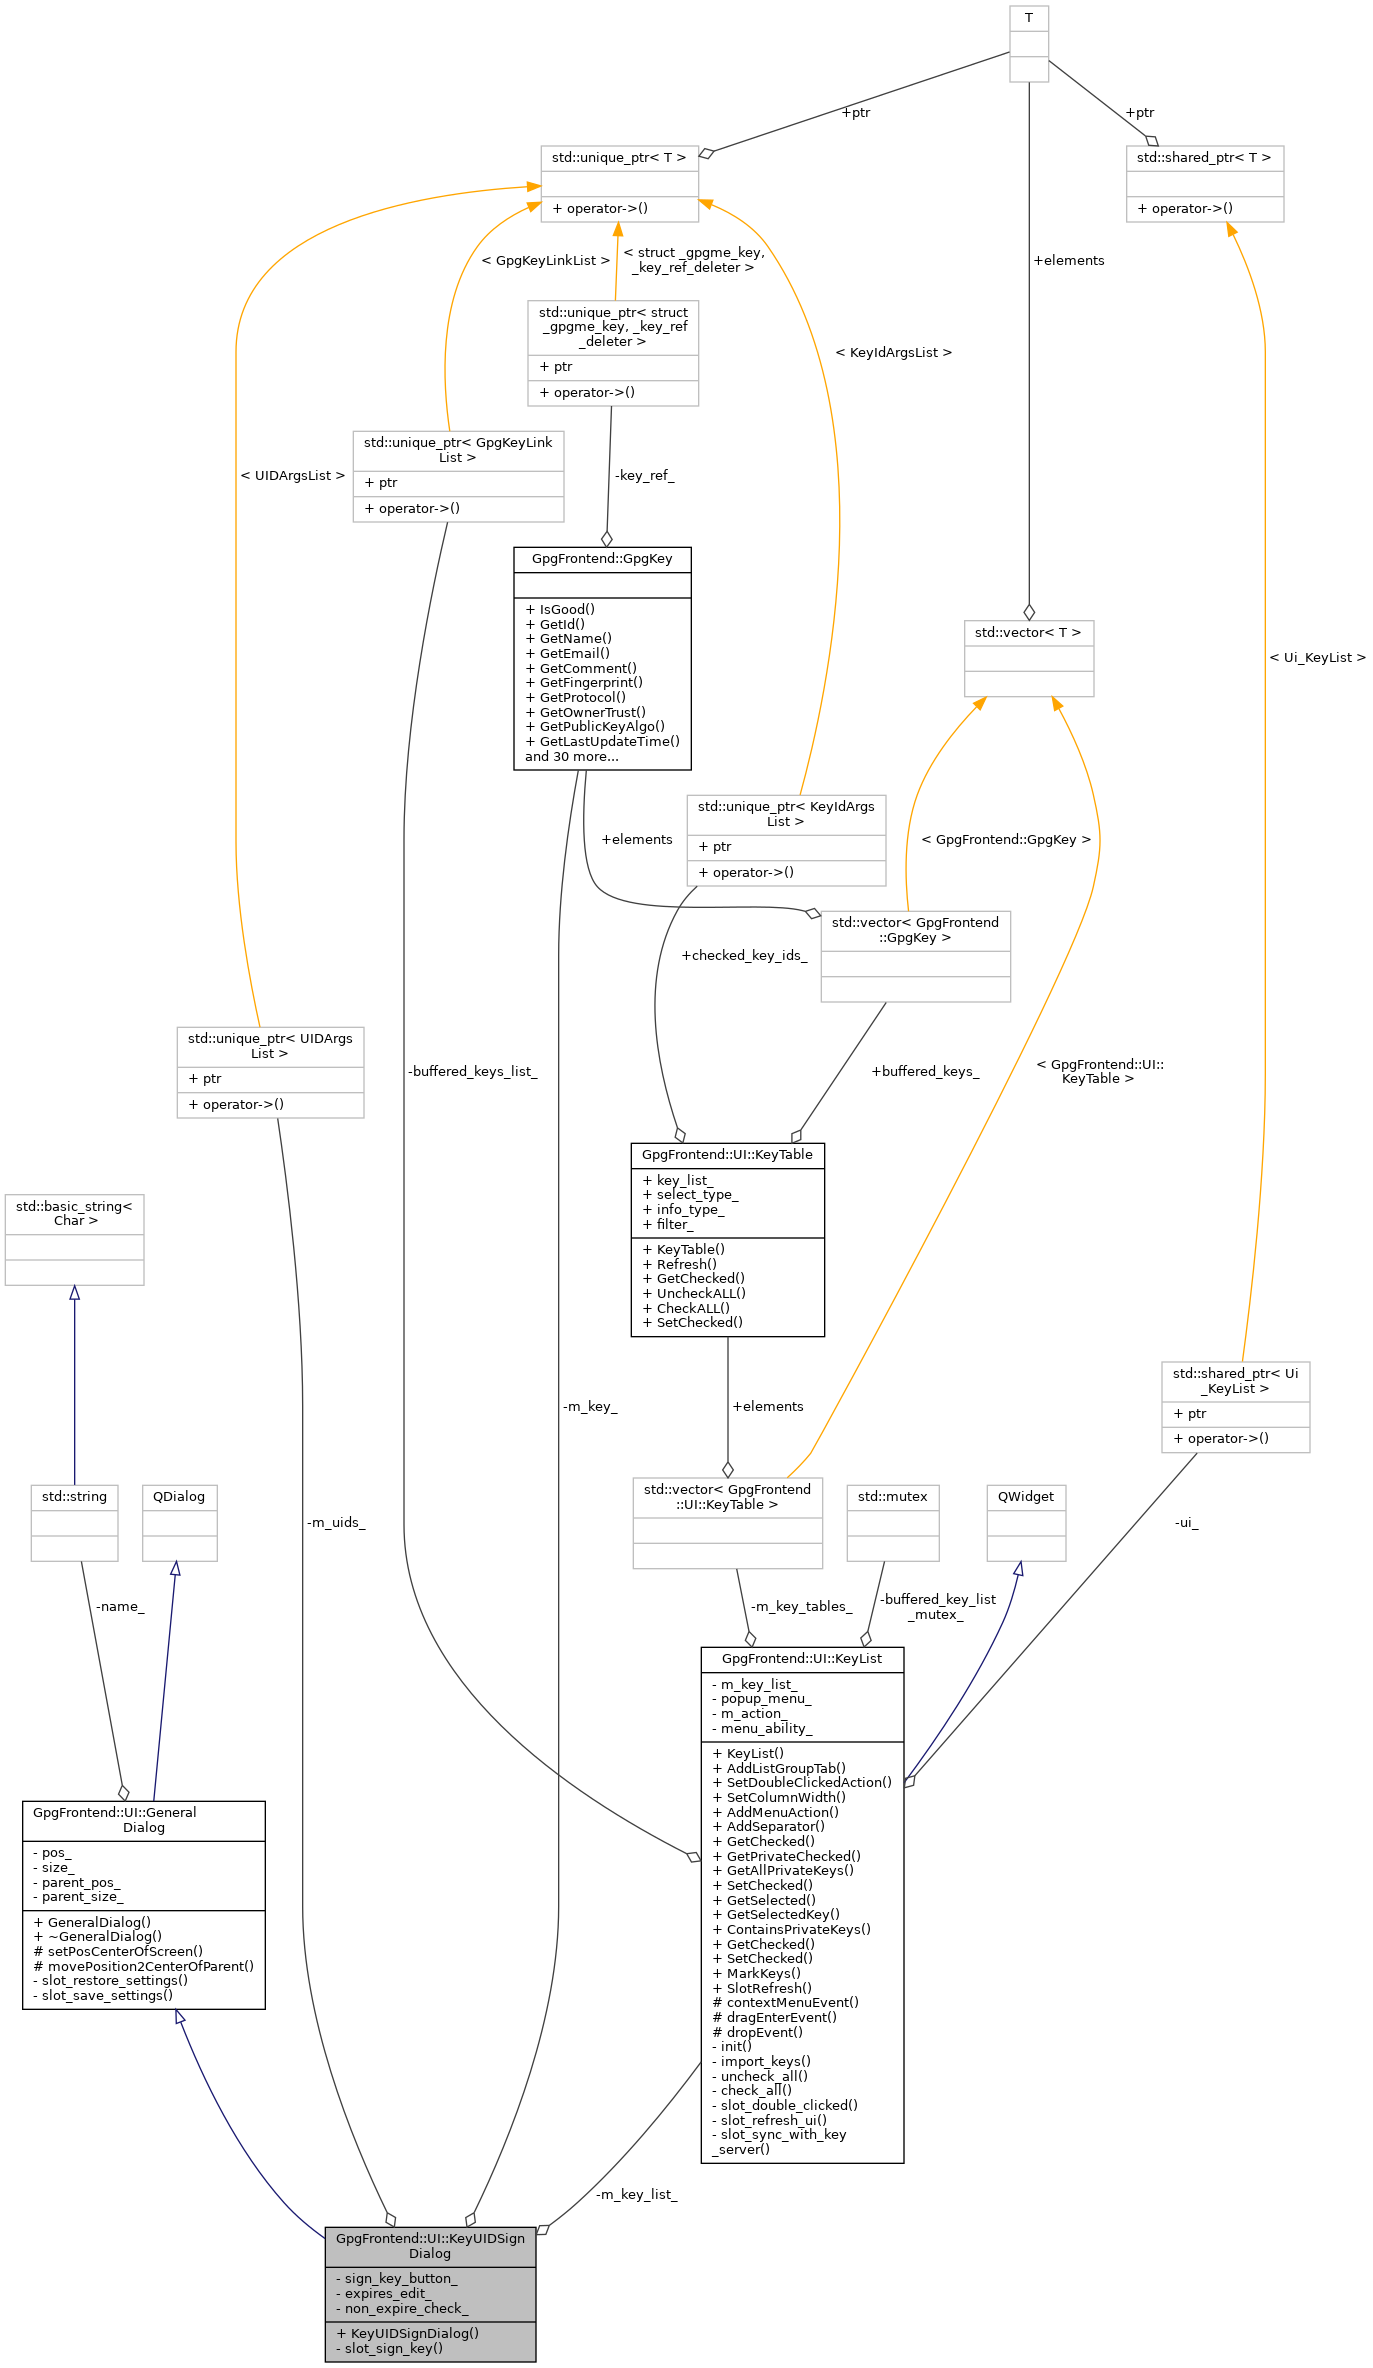 T
+ptr
+ptr
std::unique_ptr< T >
+ operator->()
std::shared_ptr< T >
+ operator->()
< GpgKeyLinkList >
< struct _gpgme_key,
_key_ref_deleter >
+elements
std::unique_ptr< struct
_gpgme_key, _key_ref
_deleter >
+ ptr
+ operator->()
< KeyIdArgsList >
std::unique_ptr< GpgKeyLink
List >
+ ptr
+ operator->()
< UIDArgsList >
-key_ref_
GpgFrontend::GpgKey
+ IsGood()
+ GetId()
+ GetName()
+ GetEmail()
+ GetComment()
+ GetFingerprint()
+ GetProtocol()
+ GetOwnerTrust()
+ GetPublicKeyAlgo()
+ GetLastUpdateTime()
and 30 more...
std::vector< T >
< Ui_KeyList >
std::unique_ptr< KeyIdArgs
List >
+ ptr
+ operator->()
+elements
< GpgFrontend::GpgKey >
std::vector< GpgFrontend
::GpgKey >
+checked_key_ids_
std::unique_ptr< UIDArgs
List >
+ ptr
+ operator->()
-buffered_keys_list_
+buffered_keys_
< GpgFrontend::UI::
KeyTable >
GpgFrontend::UI::KeyTable
+ key_list_
+ select_type_
+ info_type_
+ filter_
+ KeyTable()
+ Refresh()
+ GetChecked()
+ UncheckALL()
+ CheckALL()
+ SetChecked()
std::basic_string<
Char >
std::shared_ptr< Ui
_KeyList >
+ ptr
+ operator->()
-m_key_
+elements
std::string
QDialog
-m_uids_
std::vector< GpgFrontend
::UI::KeyTable >
std::mutex
QWidget
-ui_
-name_
-m_key_tables_
-buffered_key_list
_mutex_
GpgFrontend::UI::KeyList
- m_key_list_
- popup_menu_
- m_action_
- menu_ability_
+ KeyList()
+ AddListGroupTab()
+ SetDoubleClickedAction()
+ SetColumnWidth()
+ AddMenuAction()
+ AddSeparator()
+ GetChecked()
+ GetPrivateChecked()
+ GetAllPrivateKeys()
+ SetChecked()
+ GetSelected()
+ GetSelectedKey()
+ ContainsPrivateKeys()
+ GetChecked()
+ SetChecked()
+ MarkKeys()
+ SlotRefresh()
# contextMenuEvent()
# dragEnterEvent()
# dropEvent()
- init()
- import_keys()
- uncheck_all()
- check_all()
- slot_double_clicked()
- slot_refresh_ui()
- slot_sync_with_key
_server()
GpgFrontend::UI::General
Dialog
- pos_
- size_
- parent_pos_
- parent_size_
+ GeneralDialog()
+ ~GeneralDialog()
# setPosCenterOfScreen()
# movePosition2CenterOfParent()
- slot_restore_settings()
- slot_save_settings()
-m_key_list_
GpgFrontend::UI::KeyUIDSign
Dialog
- sign_key_button_
- expires_edit_
- non_expire_check_
+ KeyUIDSignDialog()
- slot_sign_key()